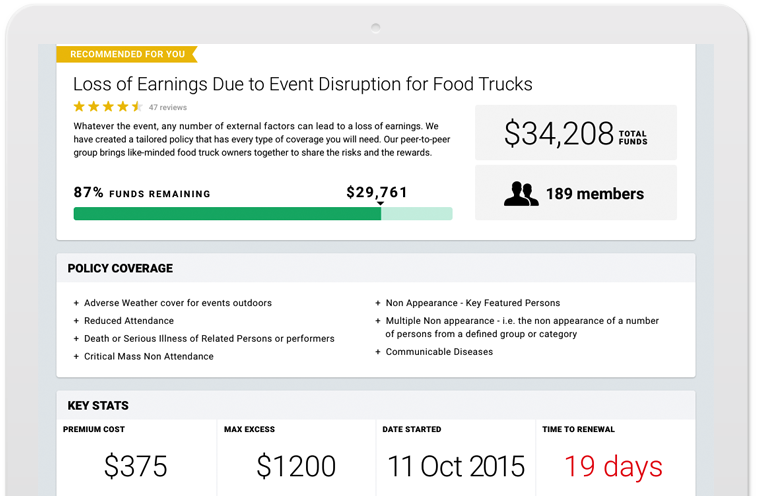 RECOMMENDED FOR YOU
Loss of Earnings Due to Event Disruption for Food Trucks
47 reviews
Whatever the event, any number of external factors can lead to a loss of earnings. We
have created a tailored policy that has every type of coverage you will need. Our peer-to-peer
group brings like-minded food truck owners together to share the risks and the rewards.
$34,208 TOTAL
FUNDS
87% FUNDS REMAINING
$29,761
189 members
POLICY COVERAGE
+ Adverse Weather cover for events outdoors
+ Reduced Attendance
+ Death or Serious Illness of Related Persons or performers
+ Critical Mass Non Attendance
+ Non Appearance - Key Featured Persons
+ Multiple Non appearance - i.e. the non appearance of a number
of persons from a defined group or category
+ Communicable Diseases
KEY STATS
PREMIUM COST
$375
MAX EXCESS
$1200
DATE STARTED
11 Oct 2015
TIME TO RENEWAL
19 days